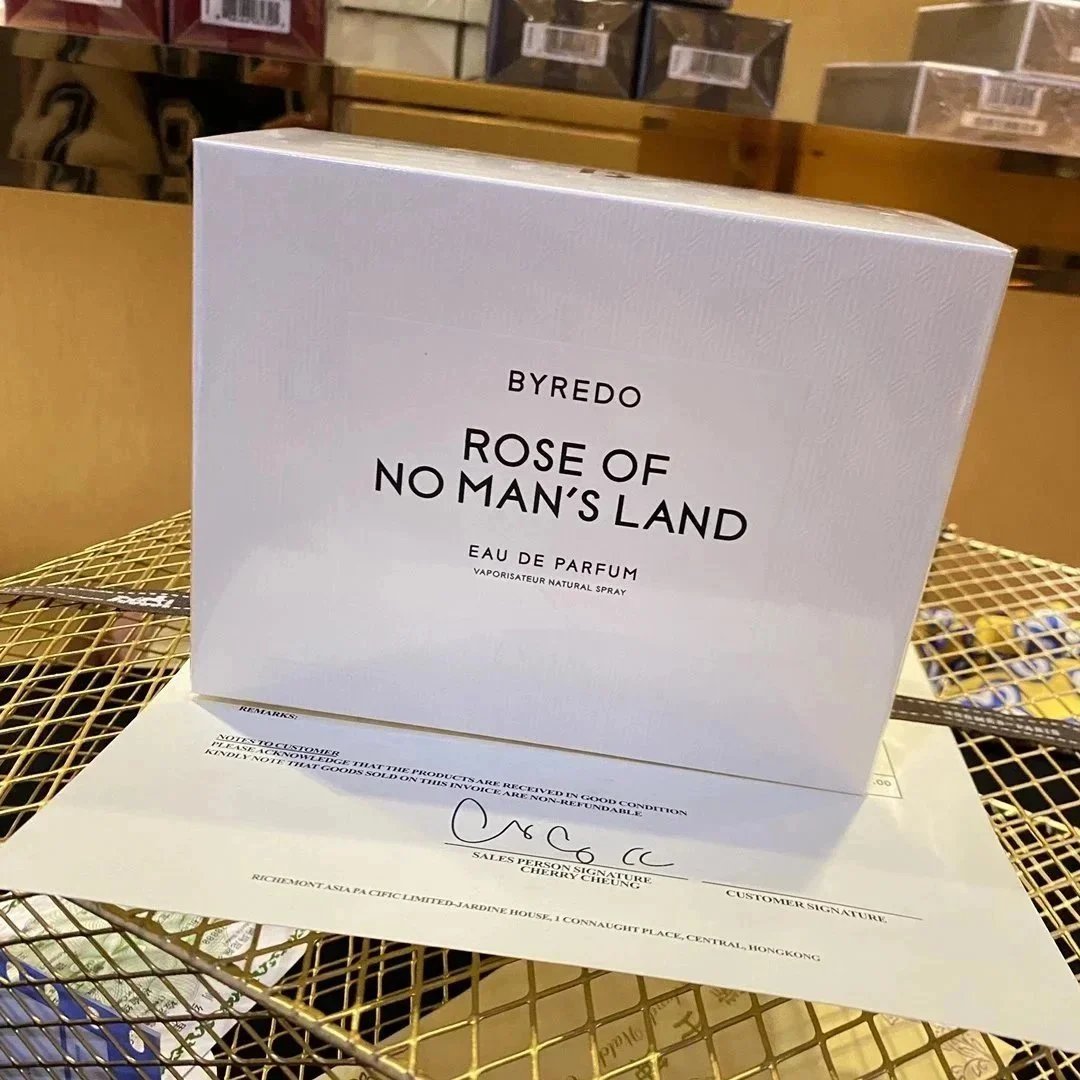 BYREDO
ROSE OF
NO MAN'S LAND
EAU DE PARFUM
VAPORISATEUR NATURAL SPRAY
REMARKS:
NOTES TO CUSTOMER
PLEASE ACKNOWLEDGE THAT THE PRODUCTS ARE RECEIVED IN GOOD CONDITION
KINDLY NOTE THAT GOODS SOLD ON THIS INVOICE ARE NON-REFUNDABLE
.00
SALES PERSON SIGNATURE
CHERRY CHEUNG
CUSTOMER SIGNATURE
RICHEMONT ASIA PACIFIC LIMITED-JARDINE HOUSE, 1 CONNAUGHT PLACE, CENTRAL, HONGKONG